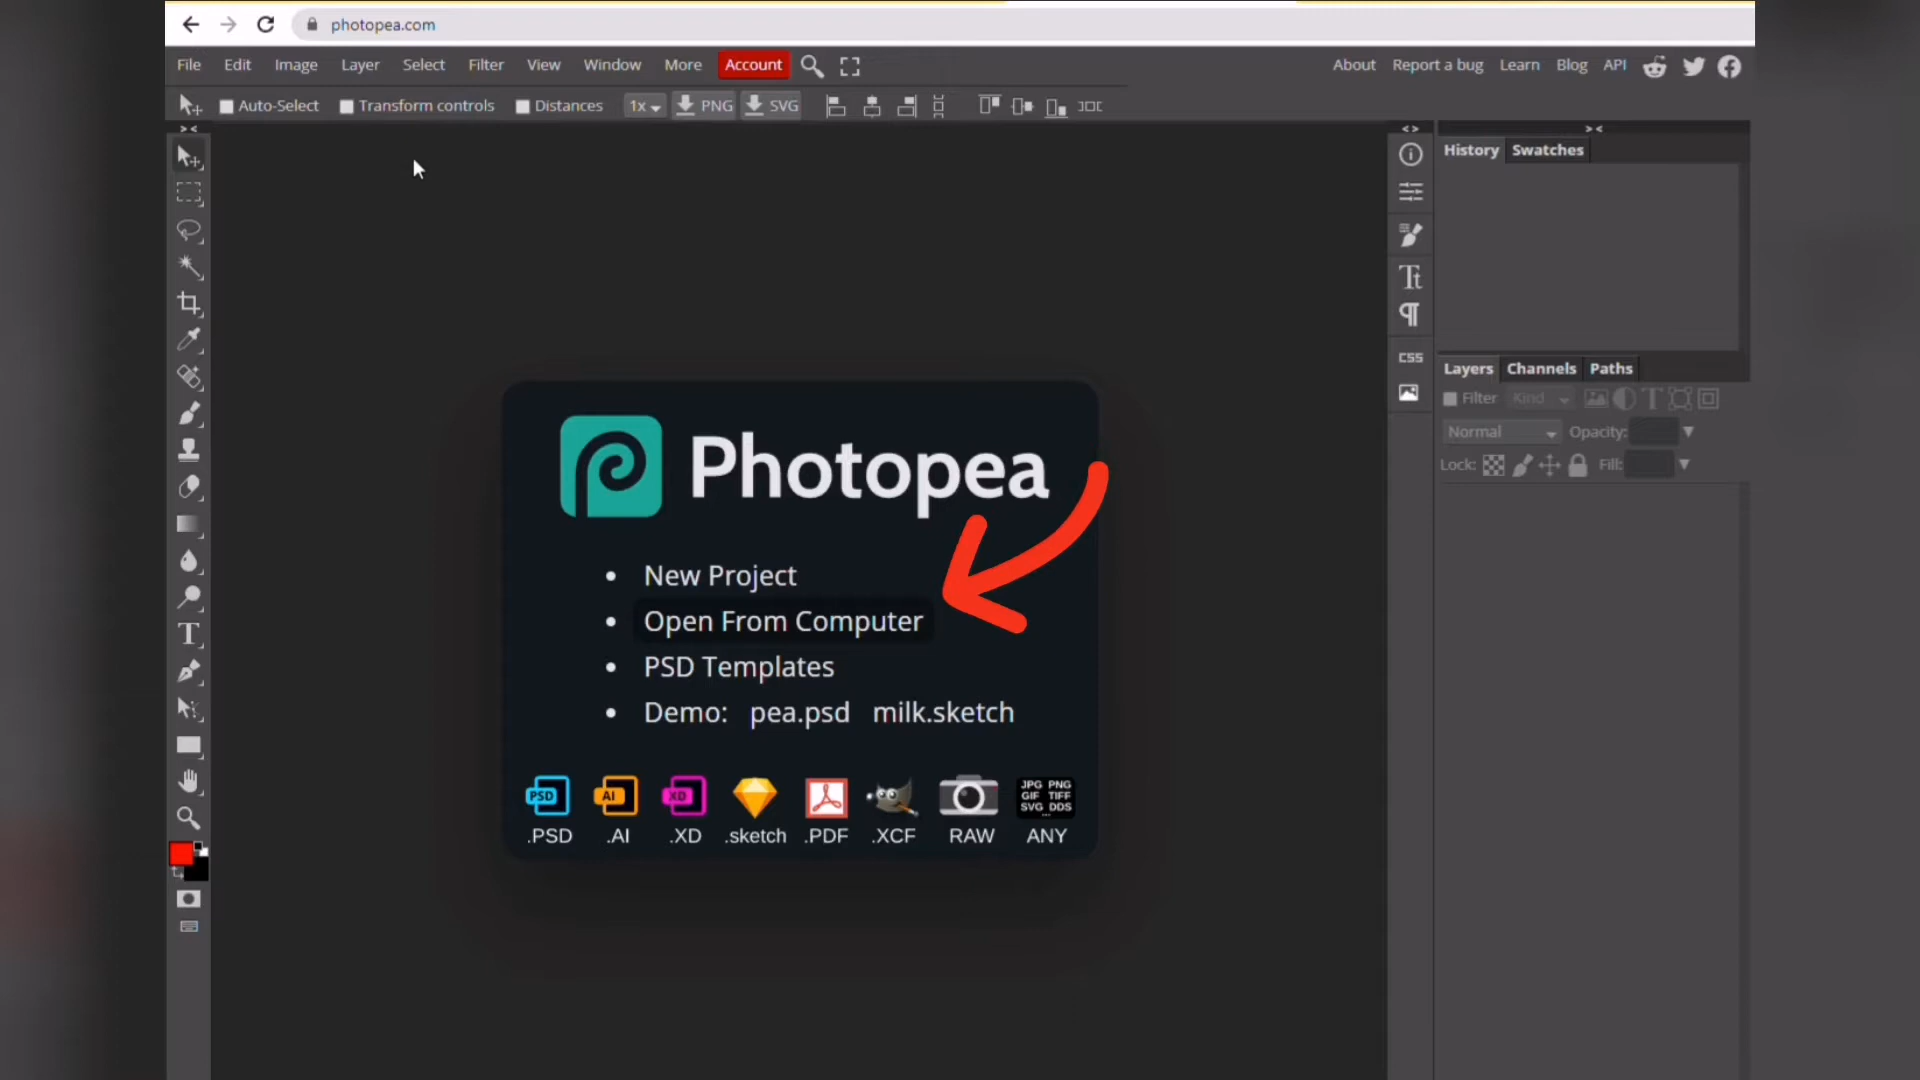 photopea.com
File Edit Image Layer Select Filter View Window More Account About Report a bug Learn Blog API
Auto-Select Transform controls Distances 1x PNG SVG
History Swatches
Tt
CSS
Layers Channels Paths
Filter Kind
Normal Opacity:
Lock: Fill:
Photopea
• New Project
• Open From Computer
• PSD Templates
• Demo: pea.psd milk.sketch
PSD AI XD JPG PNG
GIF TIFF
SVG DDS
...
.PSD .AI .XD .sketch .PDF .XCF RAW ANY
T